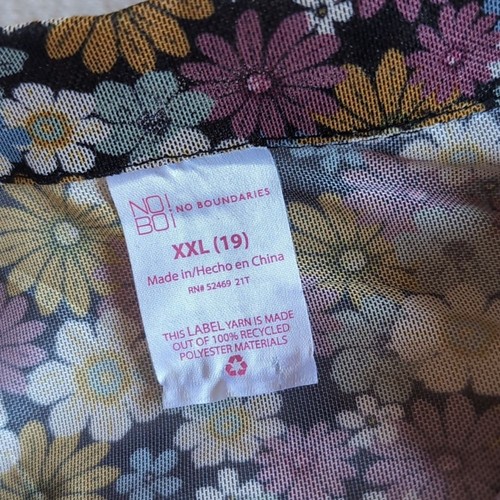 NO!
BO!
NO BOUNDARIES
XXL (19)
Made in/Hecho en China
RN# 52469 21T
THIS LABEL YARN IS MADE
OUT OF 100% RECYCLED
POLYESTER MATERIALS